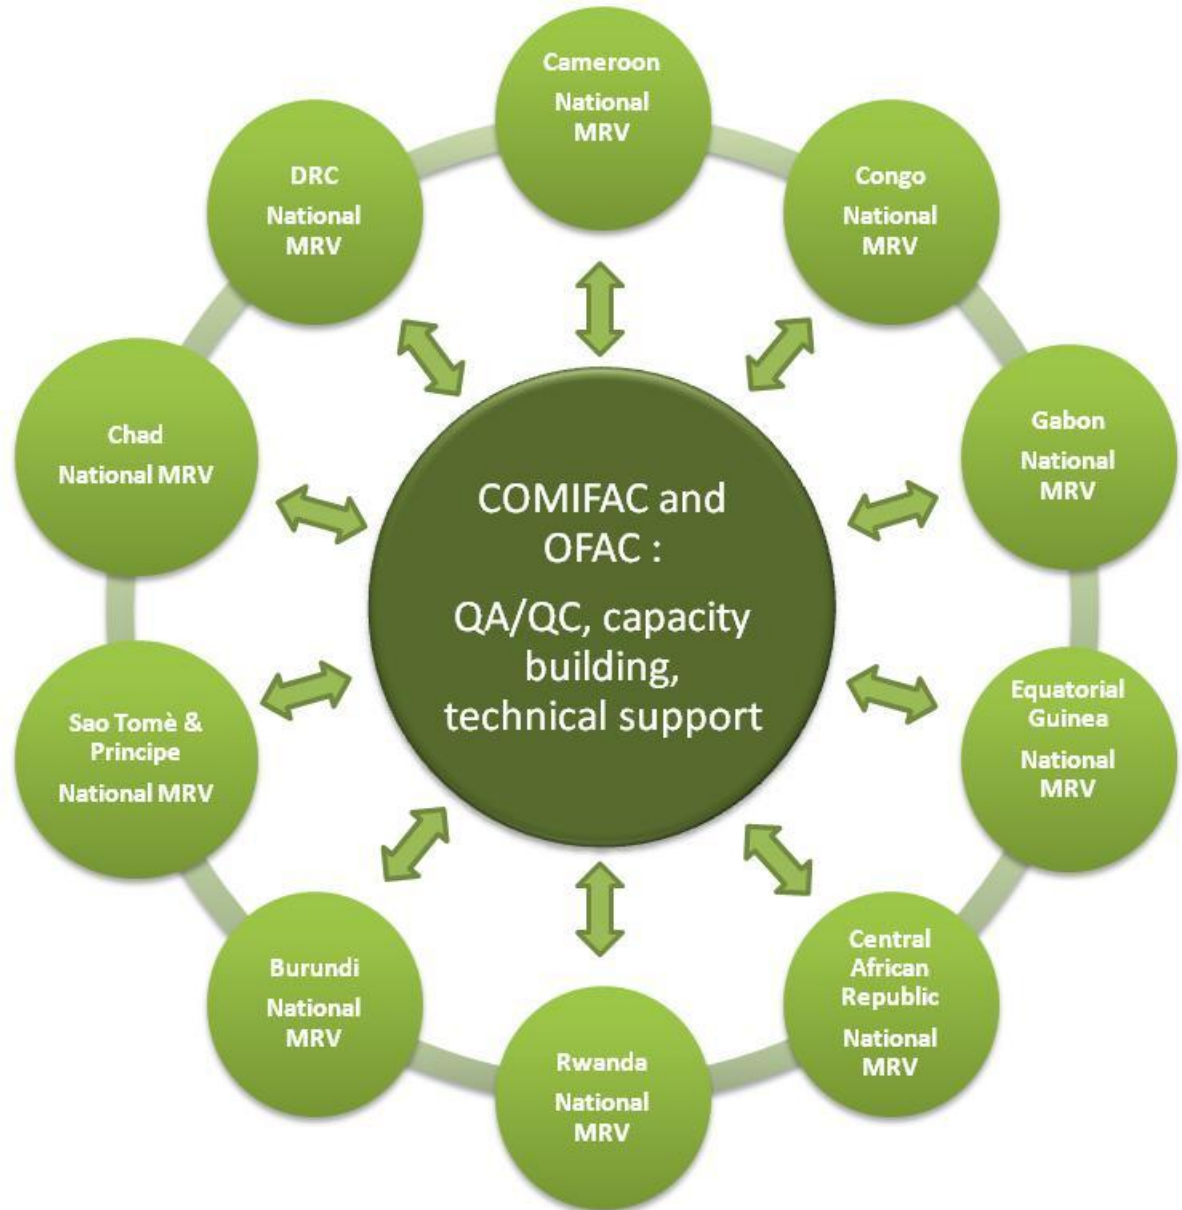 Cameroon
National
MRV
Congo
National
MRV
Gabon
National
MRV
Equatorial
Guinea
National
MRV
Central
African
Republic
National
MRV
Rwanda
National
MRV
Burundi
National
MRV
Sao Tomè &
Principe
National MRV
Chad
National MRV
DRC
National
MRV
COMIFAC and
OFAC :
QA/QC, capacity
building,
technical support